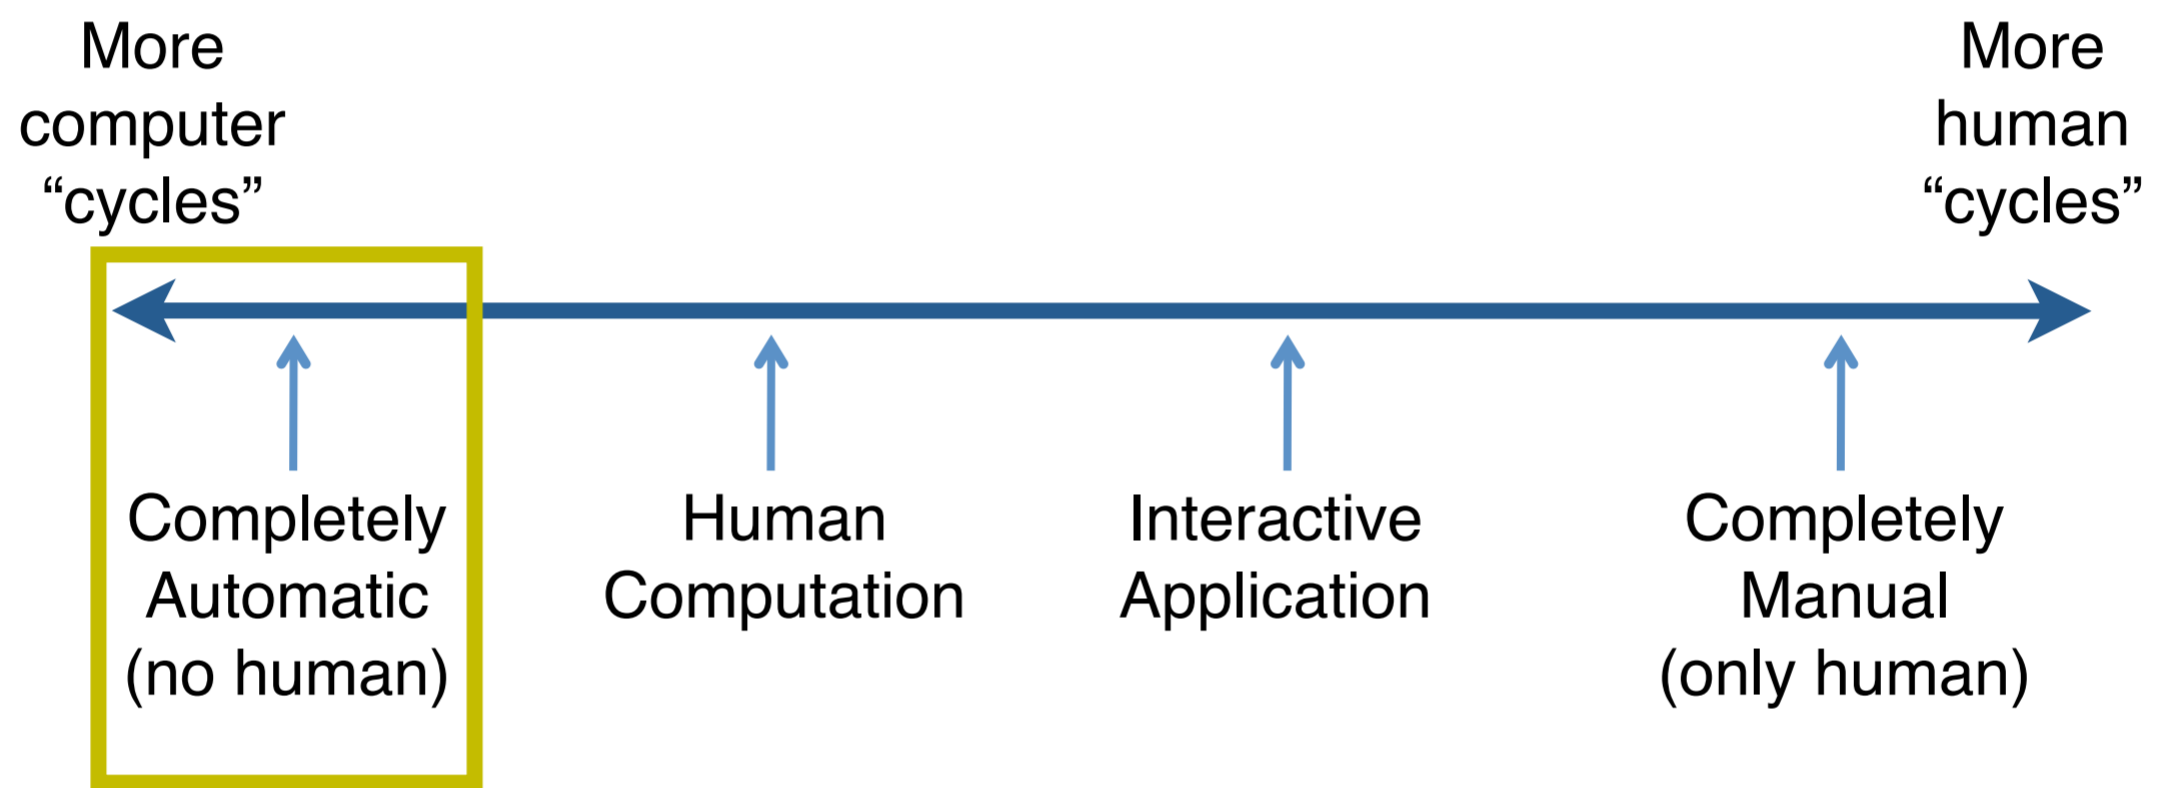 More
computer
“cycles”
More
human
“cycles”
Completely
Automatic
(no human)
Human
Computation
Interactive
Application
Completely
Manual
(only human)